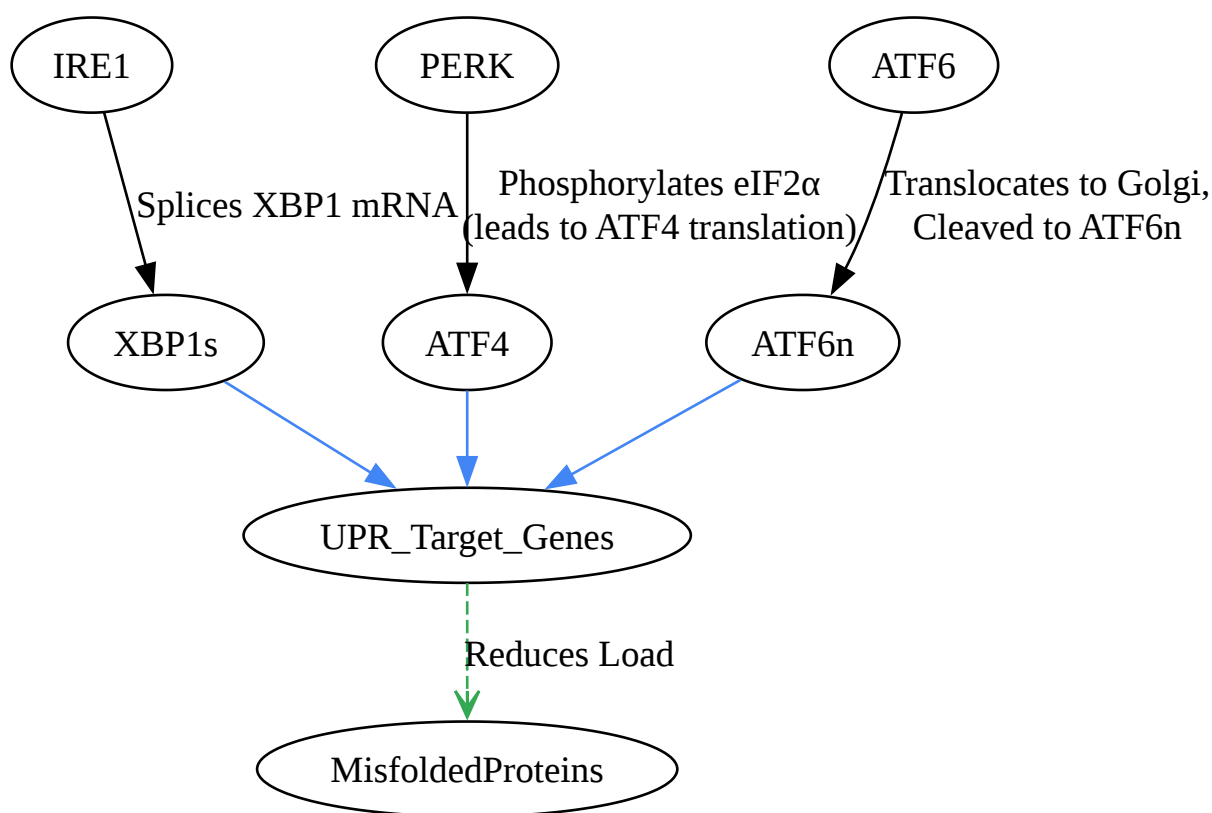 IRE1
PERK
ATF6
Splices XBP1 mRNA
Phosphorylates eIF2α
(leads to ATF4 translation)
Translocates to Golgi,
Cleaved to ATF6n
XBP1s
ATF4
ATF6n
UPR_Target_Genes
Reduces Load
MisfoldedProteins